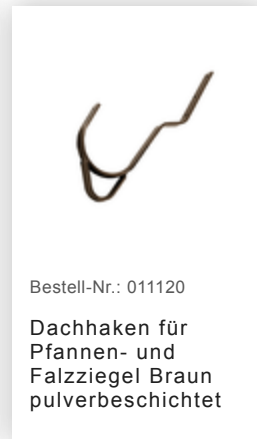 Bestell-Nr.: 011120
Dachhaken für
Pfannen- und
Falzziegel Braun
pulverbeschichtet